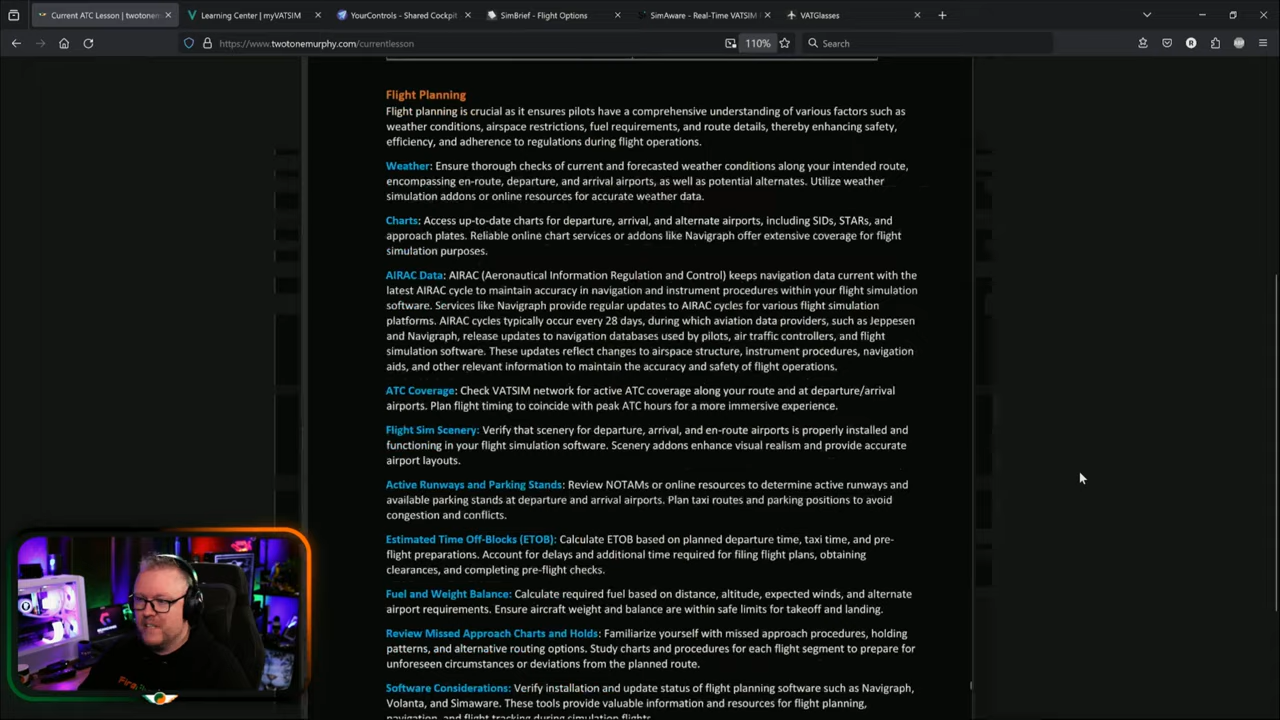 Current ATC Lesson | twotonem
Learning Center | myVATSIM
YourControls - Shared Cockpit
SimBrief - Flight Options
SimAware - Real-Time VATSIM
VATGlasses
https://www.twotonemurphy.com/currentlesson
110%
Search
Flight Planning
Flight planning is crucial as it ensures pilots have a comprehensive understanding of various factors such as
weather conditions, airspace restrictions, fuel requirements, and route details, thereby enhancing safety,
efficiency, and adherence to regulations during flight operations.
Weather: Ensure thorough checks of current and forecasted weather conditions along your intended route,
encompassing en-route, departure, and arrival airports, as well as potential alternates. Utilize weather
simulation addons or online resources for accurate weather data.
Charts: Access up-to-date charts for departure, arrival, and alternate airports, including SIDs, STARs, and
approach plates. Reliable online chart services or addons like Navigraph offer extensive coverage for flight
simulation purposes.
AIRAC Data: AIRAC (Aeronautical Information Regulation and Control) keeps navigation data current with the
latest AIRAC cycle to maintain accuracy in navigation and instrument procedures within your flight simulation
software. Services like Navigraph provide regular updates to AIRAC cycles for various flight simulation
platforms. AIRAC cycles typically occur every 28 days, during which aviation data providers, such as Jeppesen
and Navigraph, release updates to navigation databases used by pilots, air traffic controllers, and flight
simulation software. These updates reflect changes to airspace structure, instrument procedures, navigation
aids, and other relevant information to maintain the accuracy and safety of flight operations.
ATC Coverage: Check VATSIM network for active ATC coverage along your route and at departure/arrival
airports. Plan flight timing to coincide with peak ATC hours for a more immersive experience.
Flight Sim Scenery: Verify that scenery for departure, arrival, and en-route airports is properly installed and
functioning in your flight simulation software. Scenery addons enhance visual realism and provide accurate
airport layouts.
Active Runways and Parking Stands: Review NOTAMs or online resources to determine active runways and
available parking stands at departure and arrival airports. Plan taxi routes and parking positions to avoid
congestion and conflicts.
Estimated Time Off-Blocks (ETOB): Calculate ETOB based on planned departure time, taxi time, and pre-
flight preparations. Account for delays and additional time required for filing flight plans, obtaining
clearances, and completing pre-flight checks.
Fuel and Weight Balance: Calculate required fuel based on distance, altitude, expected winds, and alternate
airport requirements. Ensure aircraft weight and balance are within safe limits for takeoff and landing.
Review Missed Approach Charts and Holds: Familiarize yourself with missed approach procedures, holding
patterns, and alternative routing options. Study charts and procedures for each flight segment to prepare for
unforeseen circumstances or deviations from the planned route.
Software Considerations: Verify installation and update status of flight planning software such as Navigraph,
Volanta, and Simaware. These tools provide valuable information and resources for flight planning,
navigation, and flight tracking during simulation flights.